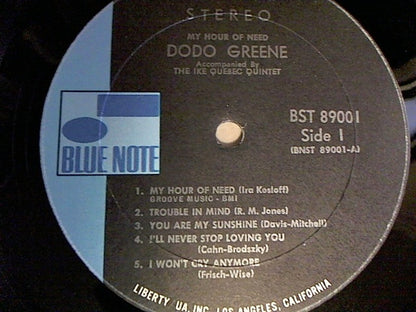 STEREO
MY HOUR OF NEED
DODO GREENE
Accompanied By
THE IKE QUEBEC QUINTET
BST 89001
Side 1
(BNST 89001-A)
BLUE NOTE
1. MY HOUR OF NEED (Ira Kosloff)
GROOVE MUSIC - BMI
2. TROUBLE IN MIND (R. M. Jones)
3. YOU ARE MY SUNSHINE (Davis-Mitchell)
4. I'LL NEVER STOP LOVING YOU
(Cahn-Brodszky)
5. I WON'T CRY ANYMORE
(Frisch-Wise)
LIBERTY UA, INC. LOS ANGELES, CALIFORNIA